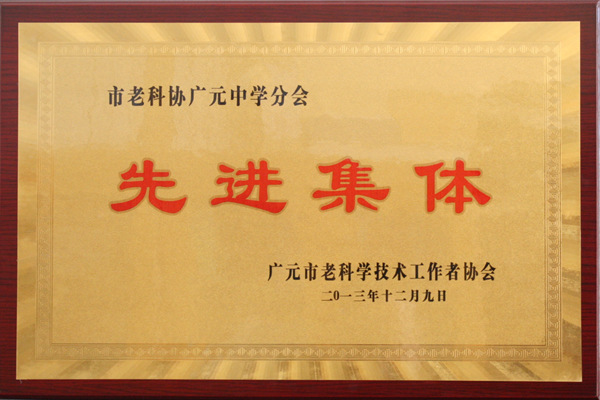 市老科协广元中学分会
先进集体
广元市老科学技术工作者协会
二0一三年十二月九日